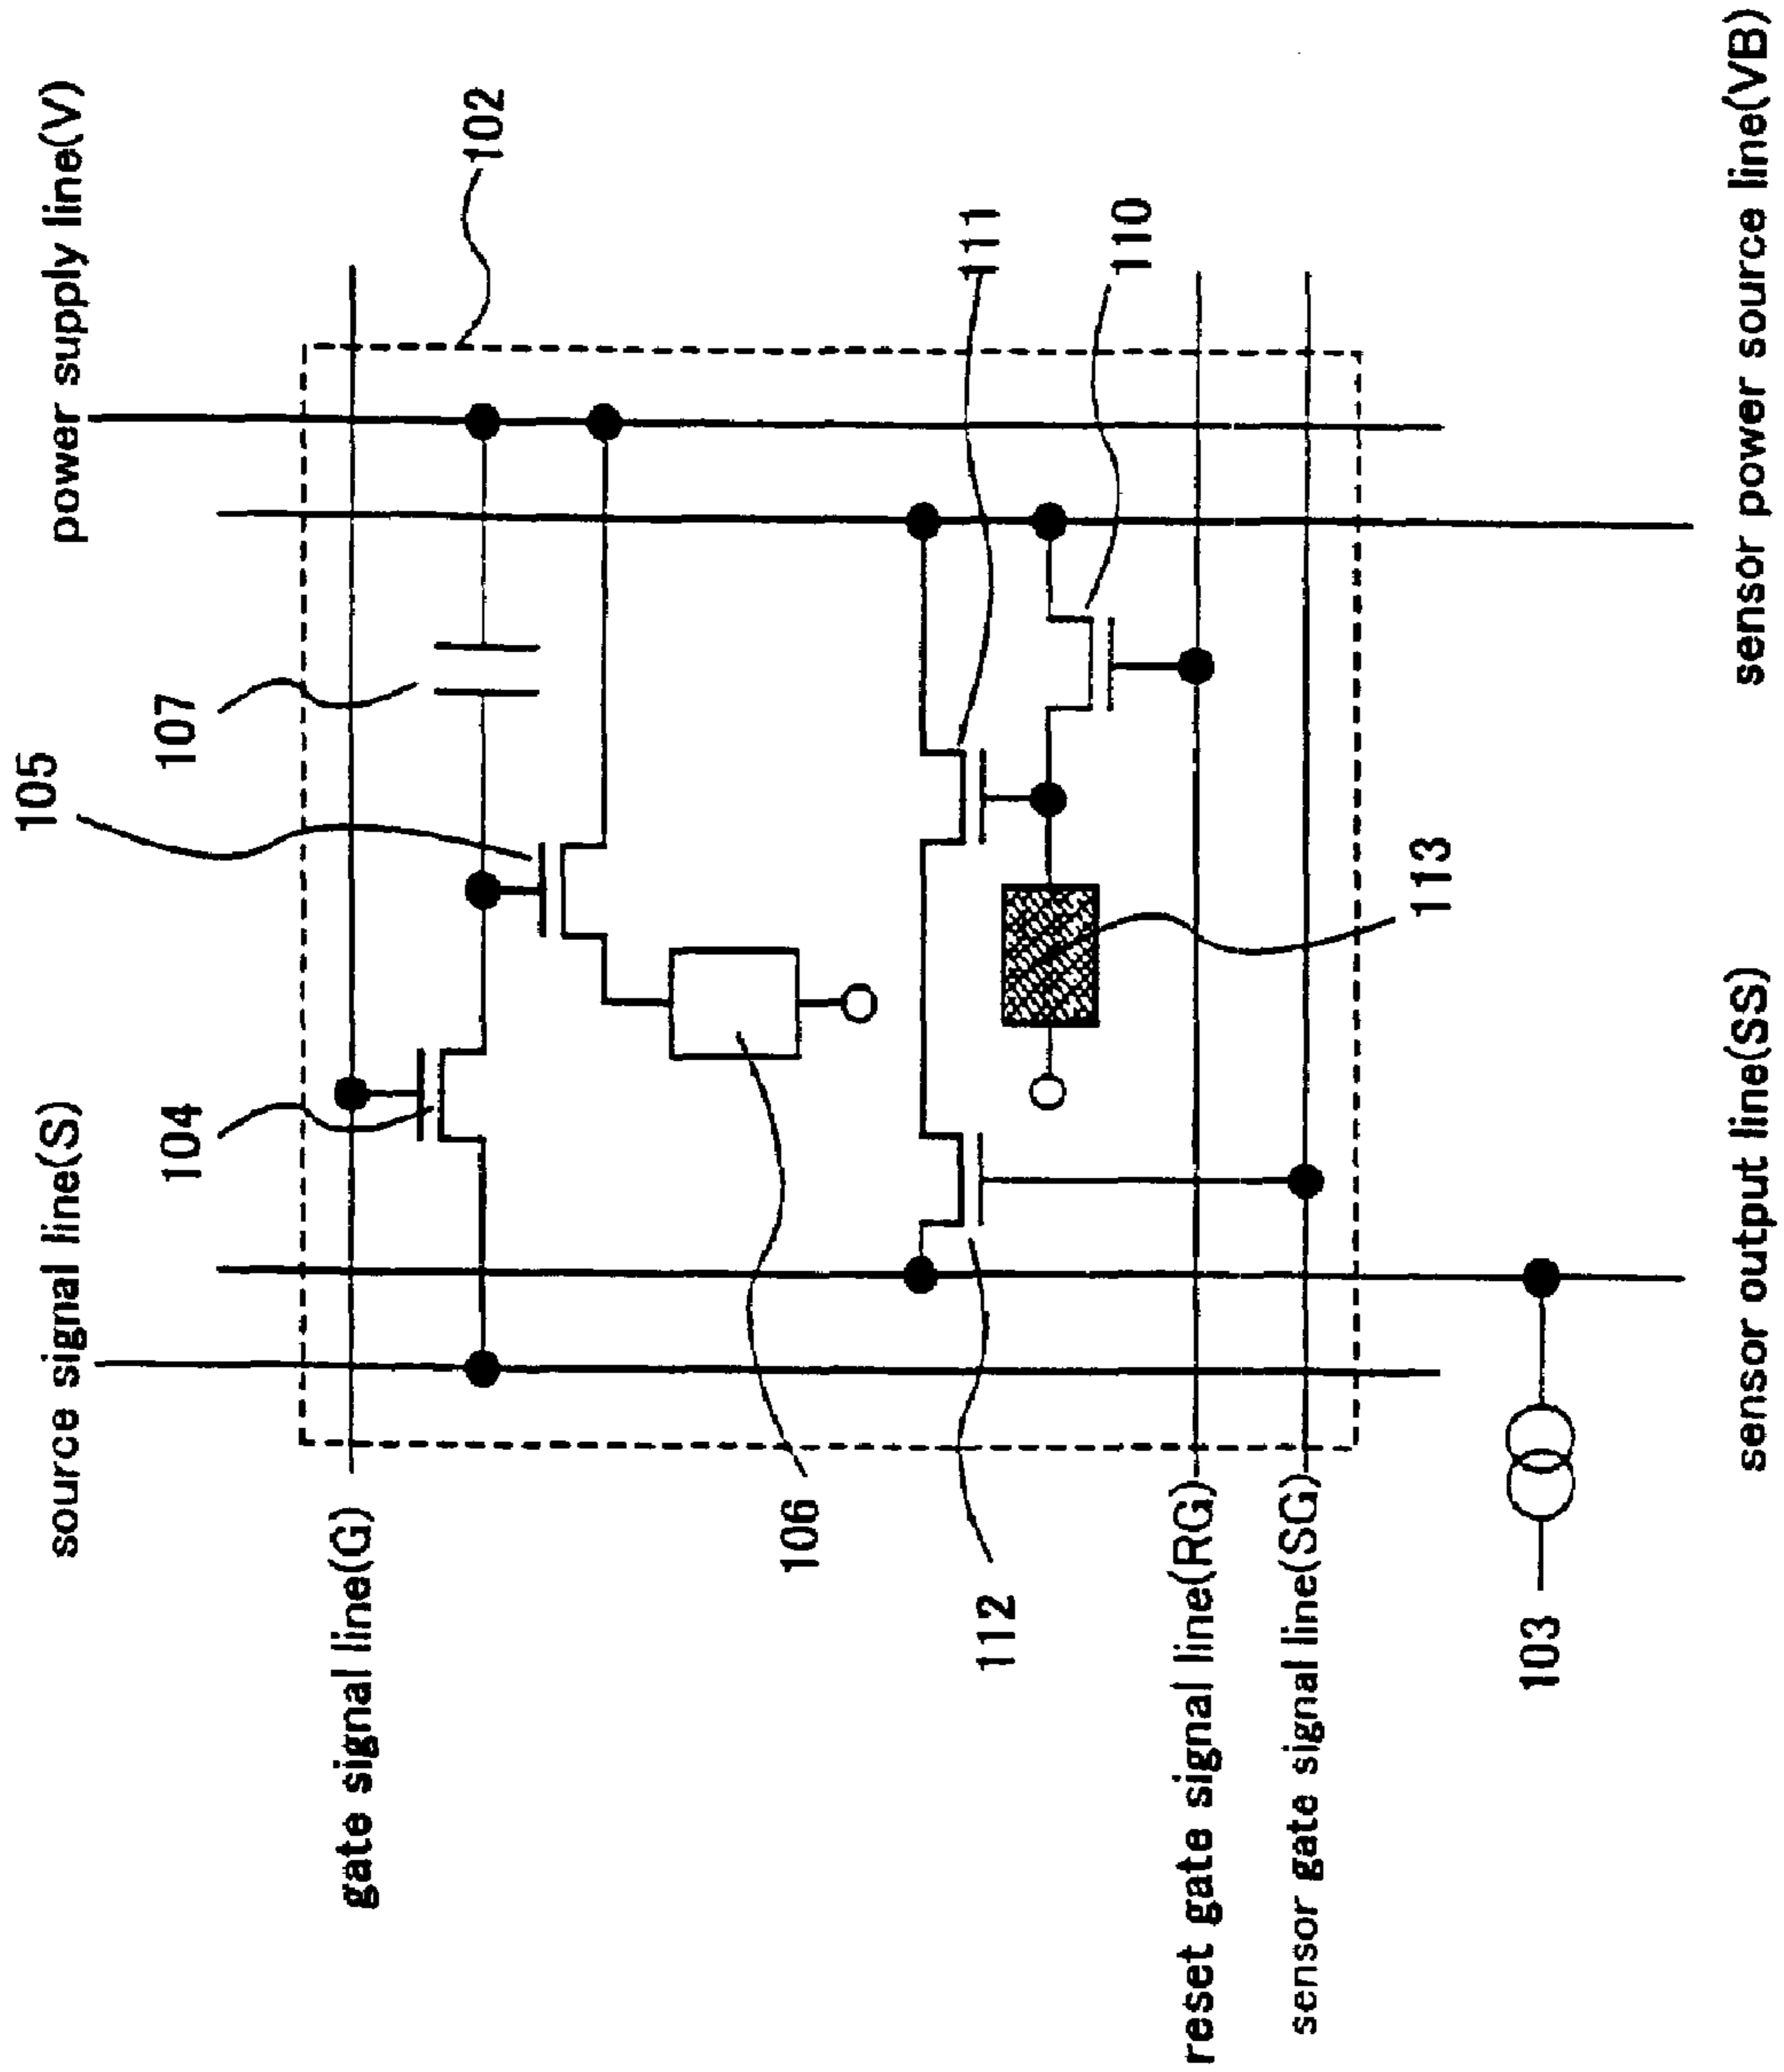 source signal line(S)
power supply line(V)
104
105
107
102
gate signal line(G)
106
111
110
112
reset gate signal line(RG)
sensor gate signal line(SG)
113
103
sensor output line(SS)
sensor power source line(VB)